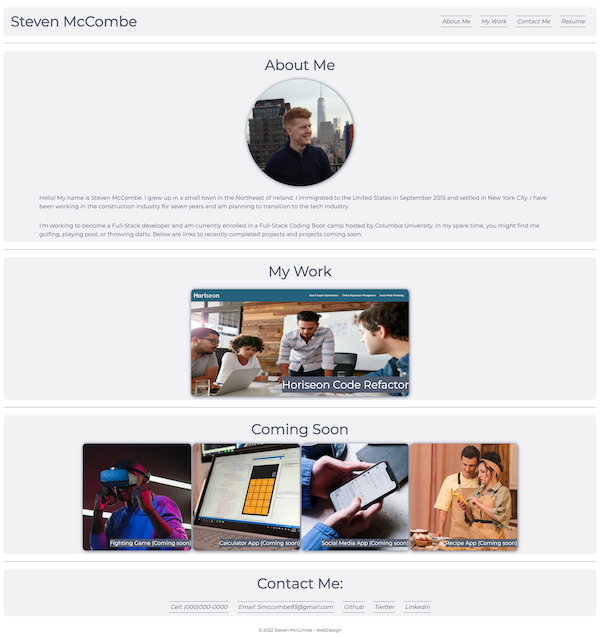 Steven McCombe
About Me
My Work
Contact Me
Resume
About Me
Hello! My name is Steven McCombe. I grew up in a small town in the Northeast of Ireland. I immigrated to the United States in September 2015 and settled in New York City. I have
been working in the construction industry for seven years and am planning to transition to the tech industry.
I'm working to become a Full-Stack developer and am currently enrolled in a Full-Stack Coding Boot-camp hosted by Columbia University. In my spare time, you might find me
golfing, playing pool, or throwing darts. Below are links to recently completed projects and projects coming soon.
My Work
Horiseon
Search Engine Optimization
Online Reputation Management
Social Media Marketing
Horiseon Code Refactor
Coming Soon
Fighting Game (Coming soon)
Calculator App (Coming soon)
Social Media App (Coming soon)
Recipe App (Coming soon)
Contact Me:
Cell: (000)000-0000
Email: Smccombe93@gmail.com
Github
Twitter
Linkedin
© 2022 Steven McCombe - WebDesign